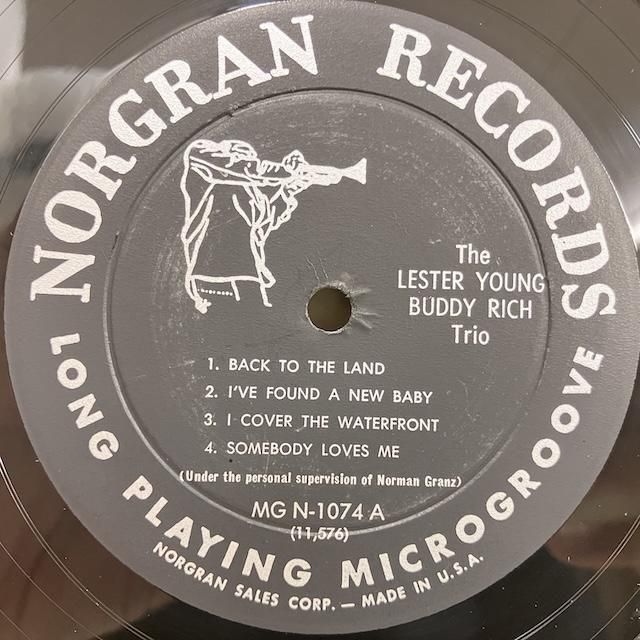 NORGRAN RECORDS
The
LESTER YOUNG
BUDDY RICH
Trio
1. BACK TO THE LAND
2. I'VE FOUND A NEW BABY
3. I COVER THE WATERFRONT
4. SOMEBODY LOVES ME
(Under the personal supervision of Norman Granz)
MG N-1074 A
(11,576)
LONG PLAYING MICROGROOVE
NORGRAN SALES CORP. — MADE IN U.S.A.